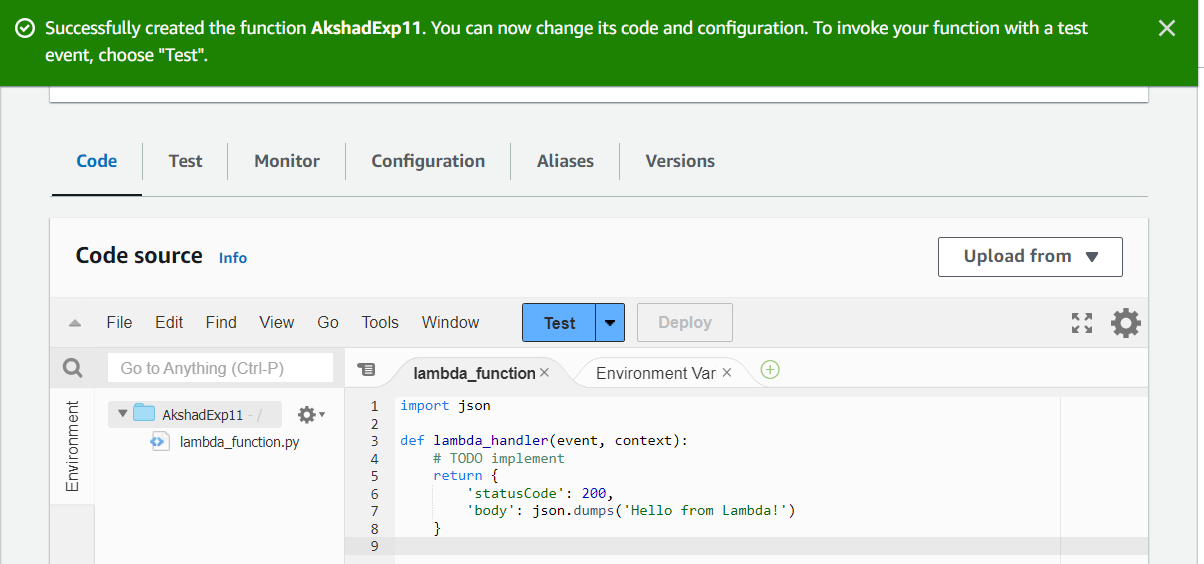 Successfully created the function AkshadExp11. You can now change its code and configuration. To invoke your function with a test
event, choose "Test".
Code Test Monitor Configuration Aliases Versions
Code source Info
Upload from
File Edit Find View Go Tools Window Test Deploy
Go to Anything (Ctrl-P)
lambda_function
Environment Var
Environment
AkshadExp11 - /
lambda_function.py
1 import json
2
3 def lambda_handler(event, context):
4     # TODO implement
5     return {
6         'statusCode': 200,
7         'body': json.dumps('Hello from Lambda!')
8     }
9